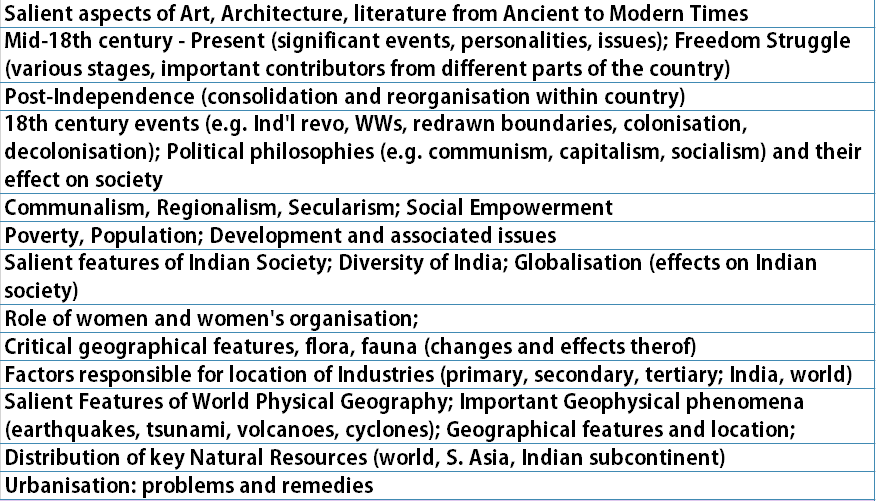 Salient aspects of Art, Architecture, literature from Ancient to Modern Times
Mid-18th century - Present (significant events, personalities, issues); Freedom Struggle
(various stages, important contributors from different parts of the country)
Post-Independence (consolidation and reorganisation within country)
18th century events (e.g. Ind'l revo, WWs, redrawn boundaries, colonisation,
decolonisation); Political philosophies (e.g. communism, capitalism, socialism) and their
effect on society
Communalism, Regionalism, Secularism; Social Empowerment
Poverty, Population; Development and associated issues
Salient features of Indian Society; Diversity of India; Globalisation (effects on Indian
society)
Role of women and women's organisation;
Critical geographical features, flora, fauna (changes and effects therof)
Factors responsible for location of Industries (primary, secondary, tertiary; India, world)
Salient Features of World Physical Geography; Important Geophysical phenomena
(earthquakes, tsunami, volcanoes, cyclones); Geographical features and location;
Distribution of key Natural Resources (world, S. Asia, Indian subcontinent)
Urbanisation: problems and remedies